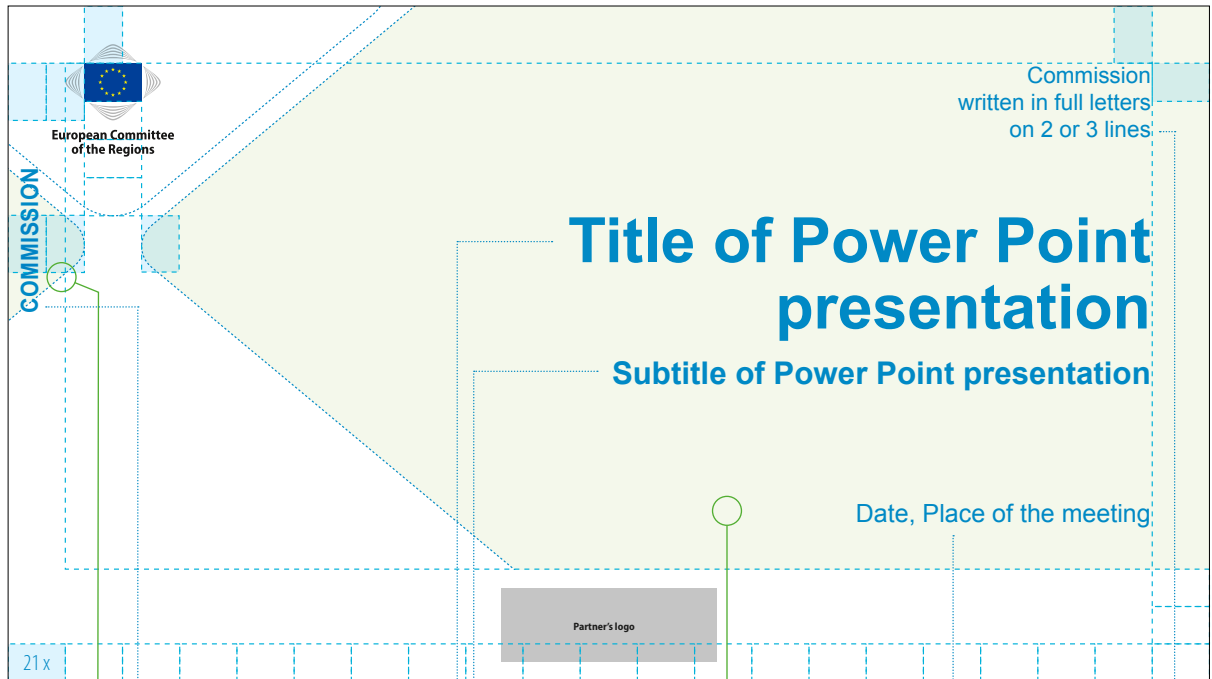 Commission
written in full letters
on 2 or 3 lines
European Committee
of the Regions
COMMISSION
Title of Power Point
presentation
Subtitle of Power Point presentation
Date, Place of the meeting
Partner's logo
21 x